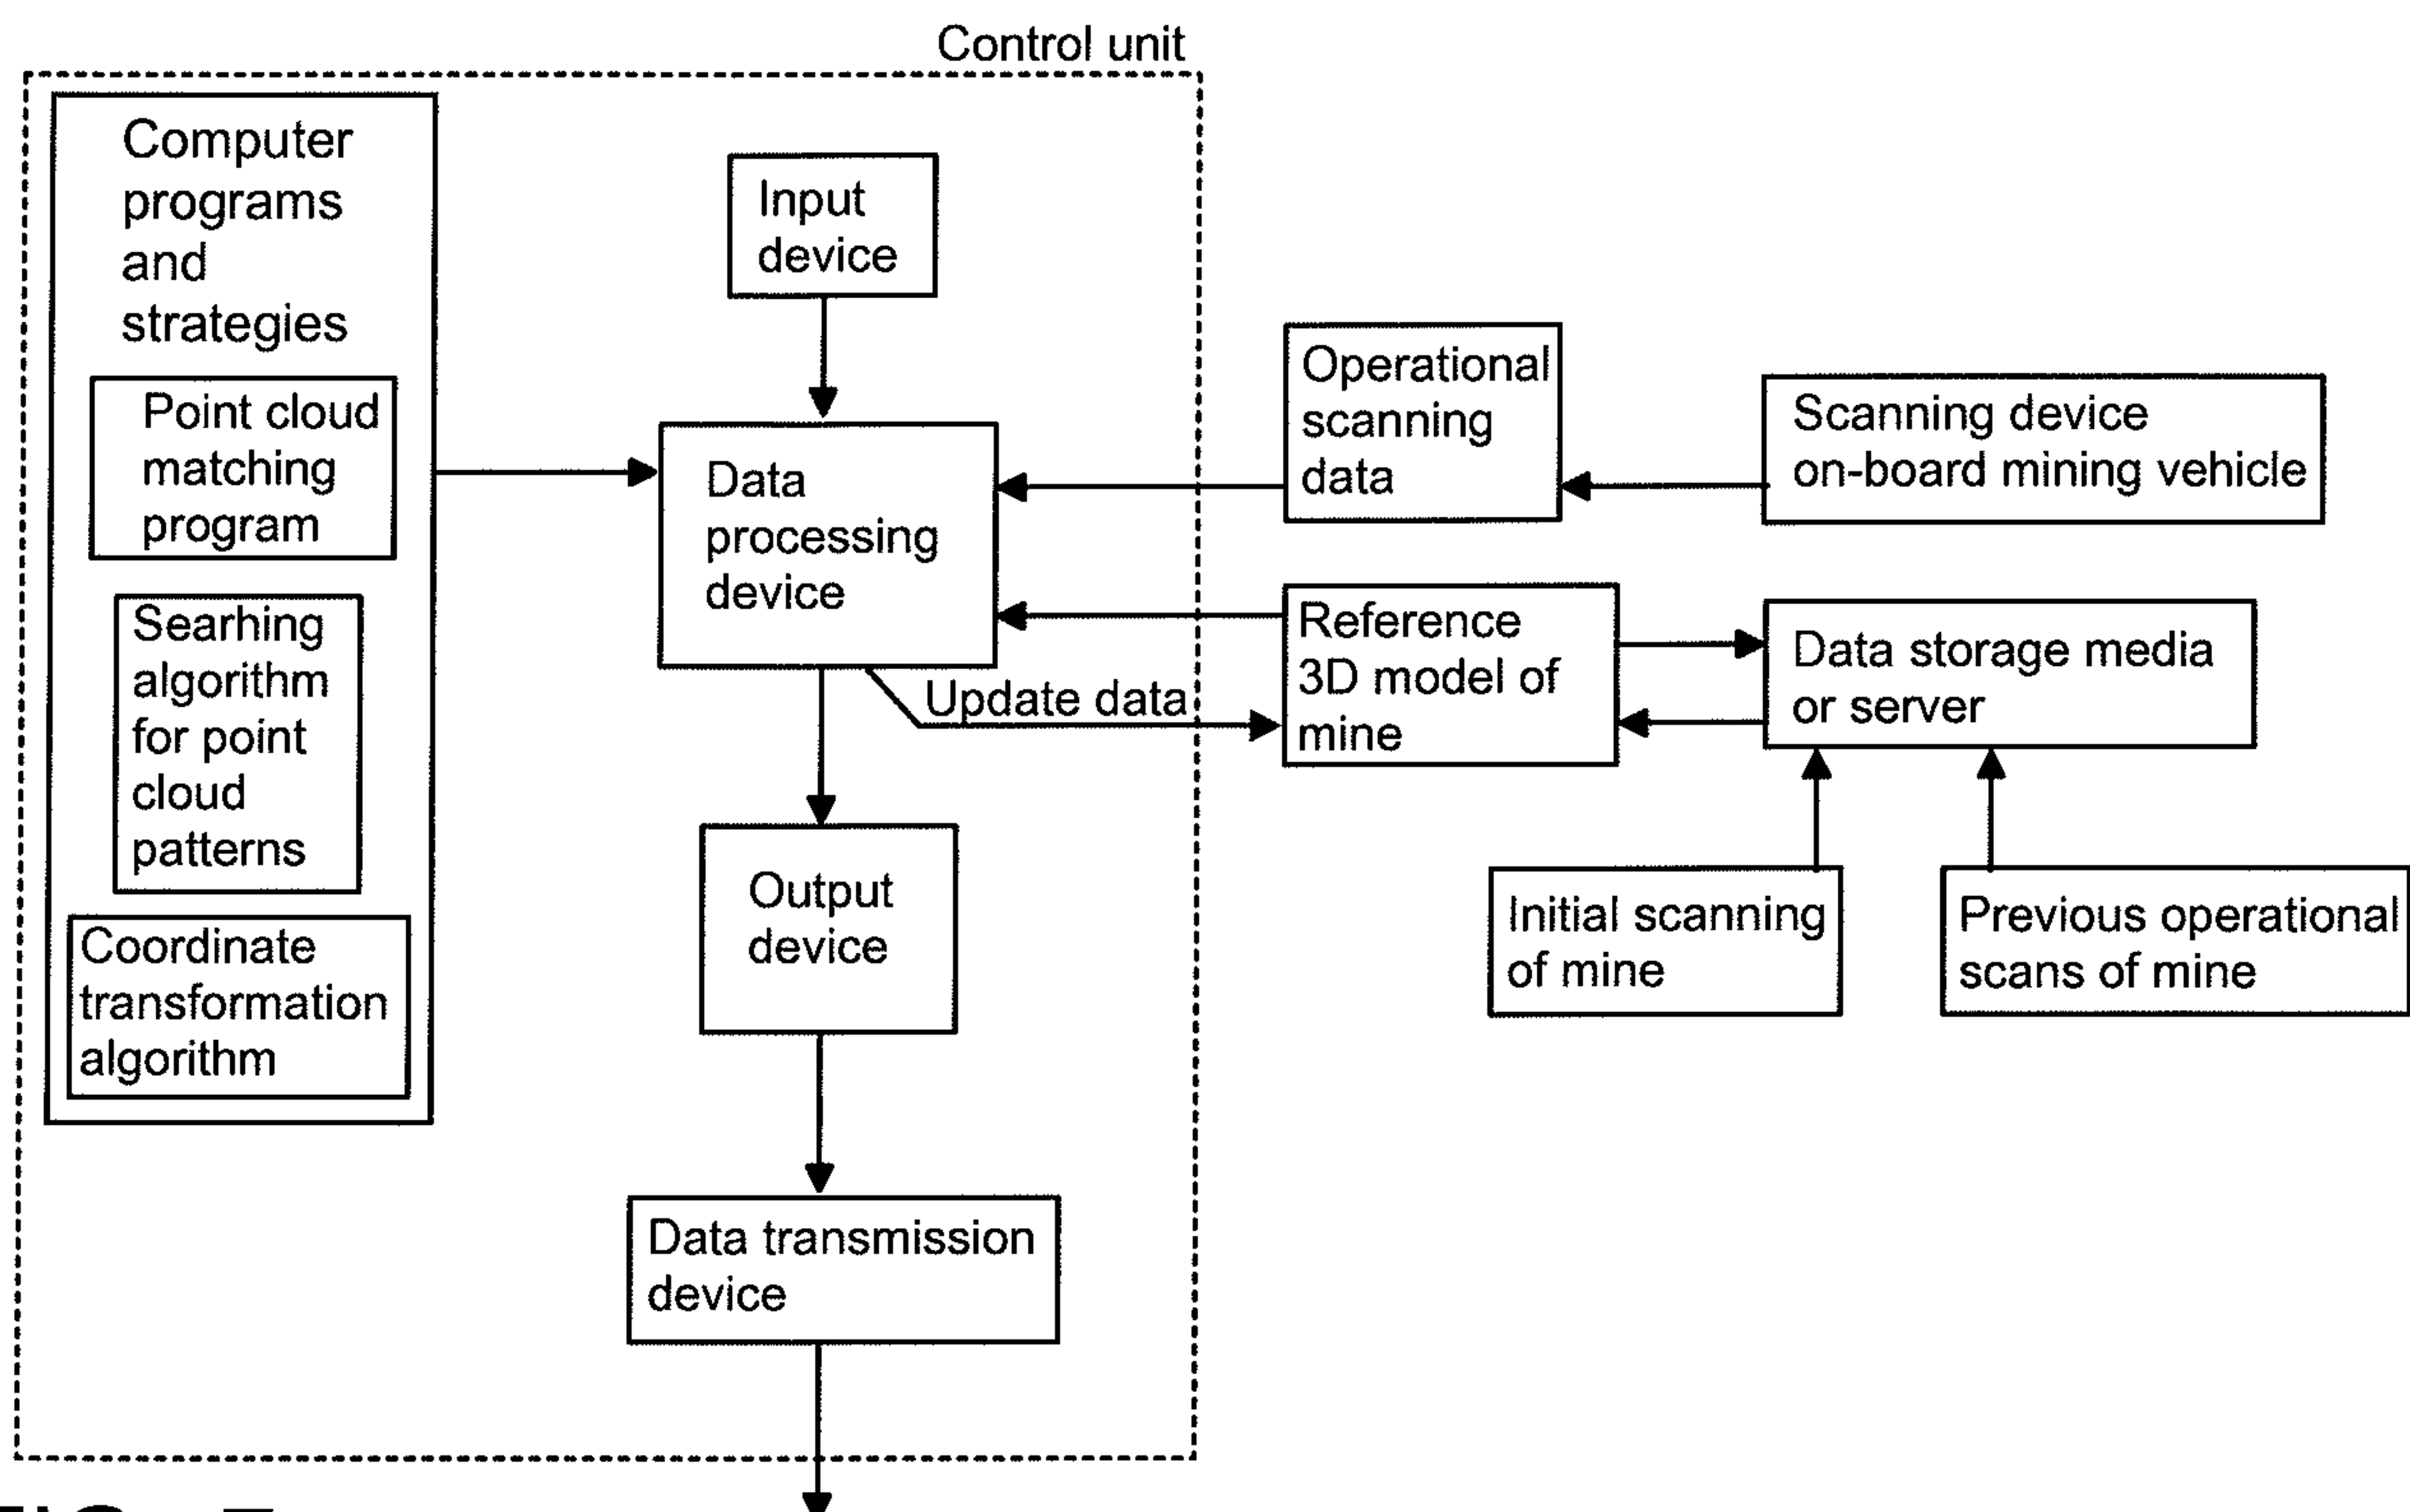 Control unit
Computer
programs
and
strategies
Point cloud
matching
program
Searhing
algorithm
for point
cloud
patterns
Coordinate
transformation
algorithm
Input
device
Data
processing
device
Update data
Output
device
Data transmission
device
Operational
scanning
data
Scanning device
on-board mining vehicle
Reference
3D model of
mine
Data storage media
or server
Initial scanning
of mine
Previous operational
scans of mine